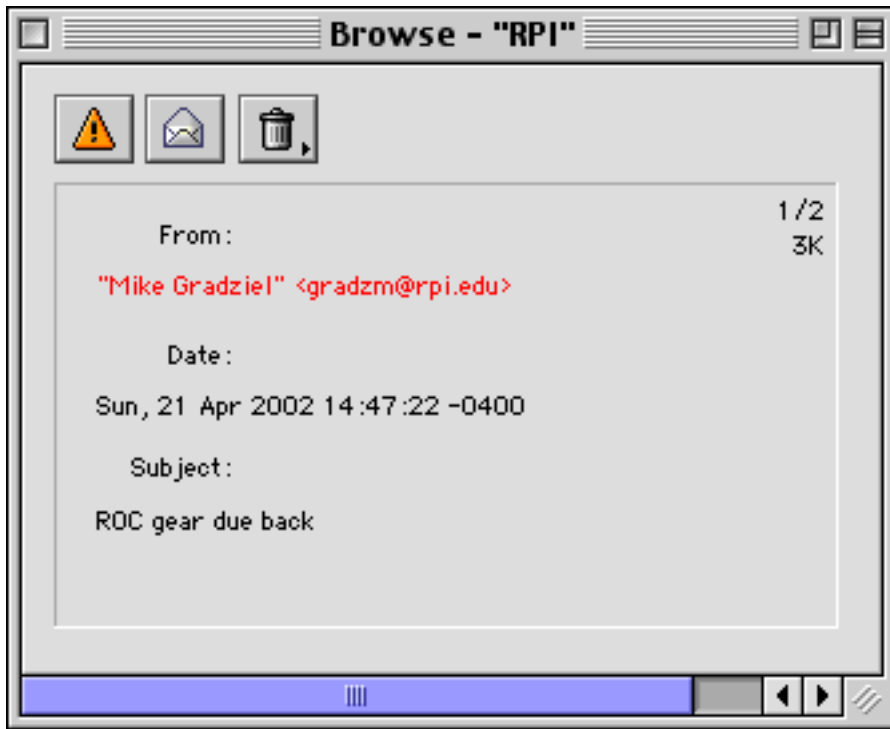 Browse - "RPI"
1/2
3K
From:
"Mike Gradziel" <gradzm@rpi.edu>
Date:
Sun, 21 Apr 2002 14:47:22 -0400
Subject:
ROC gear due back